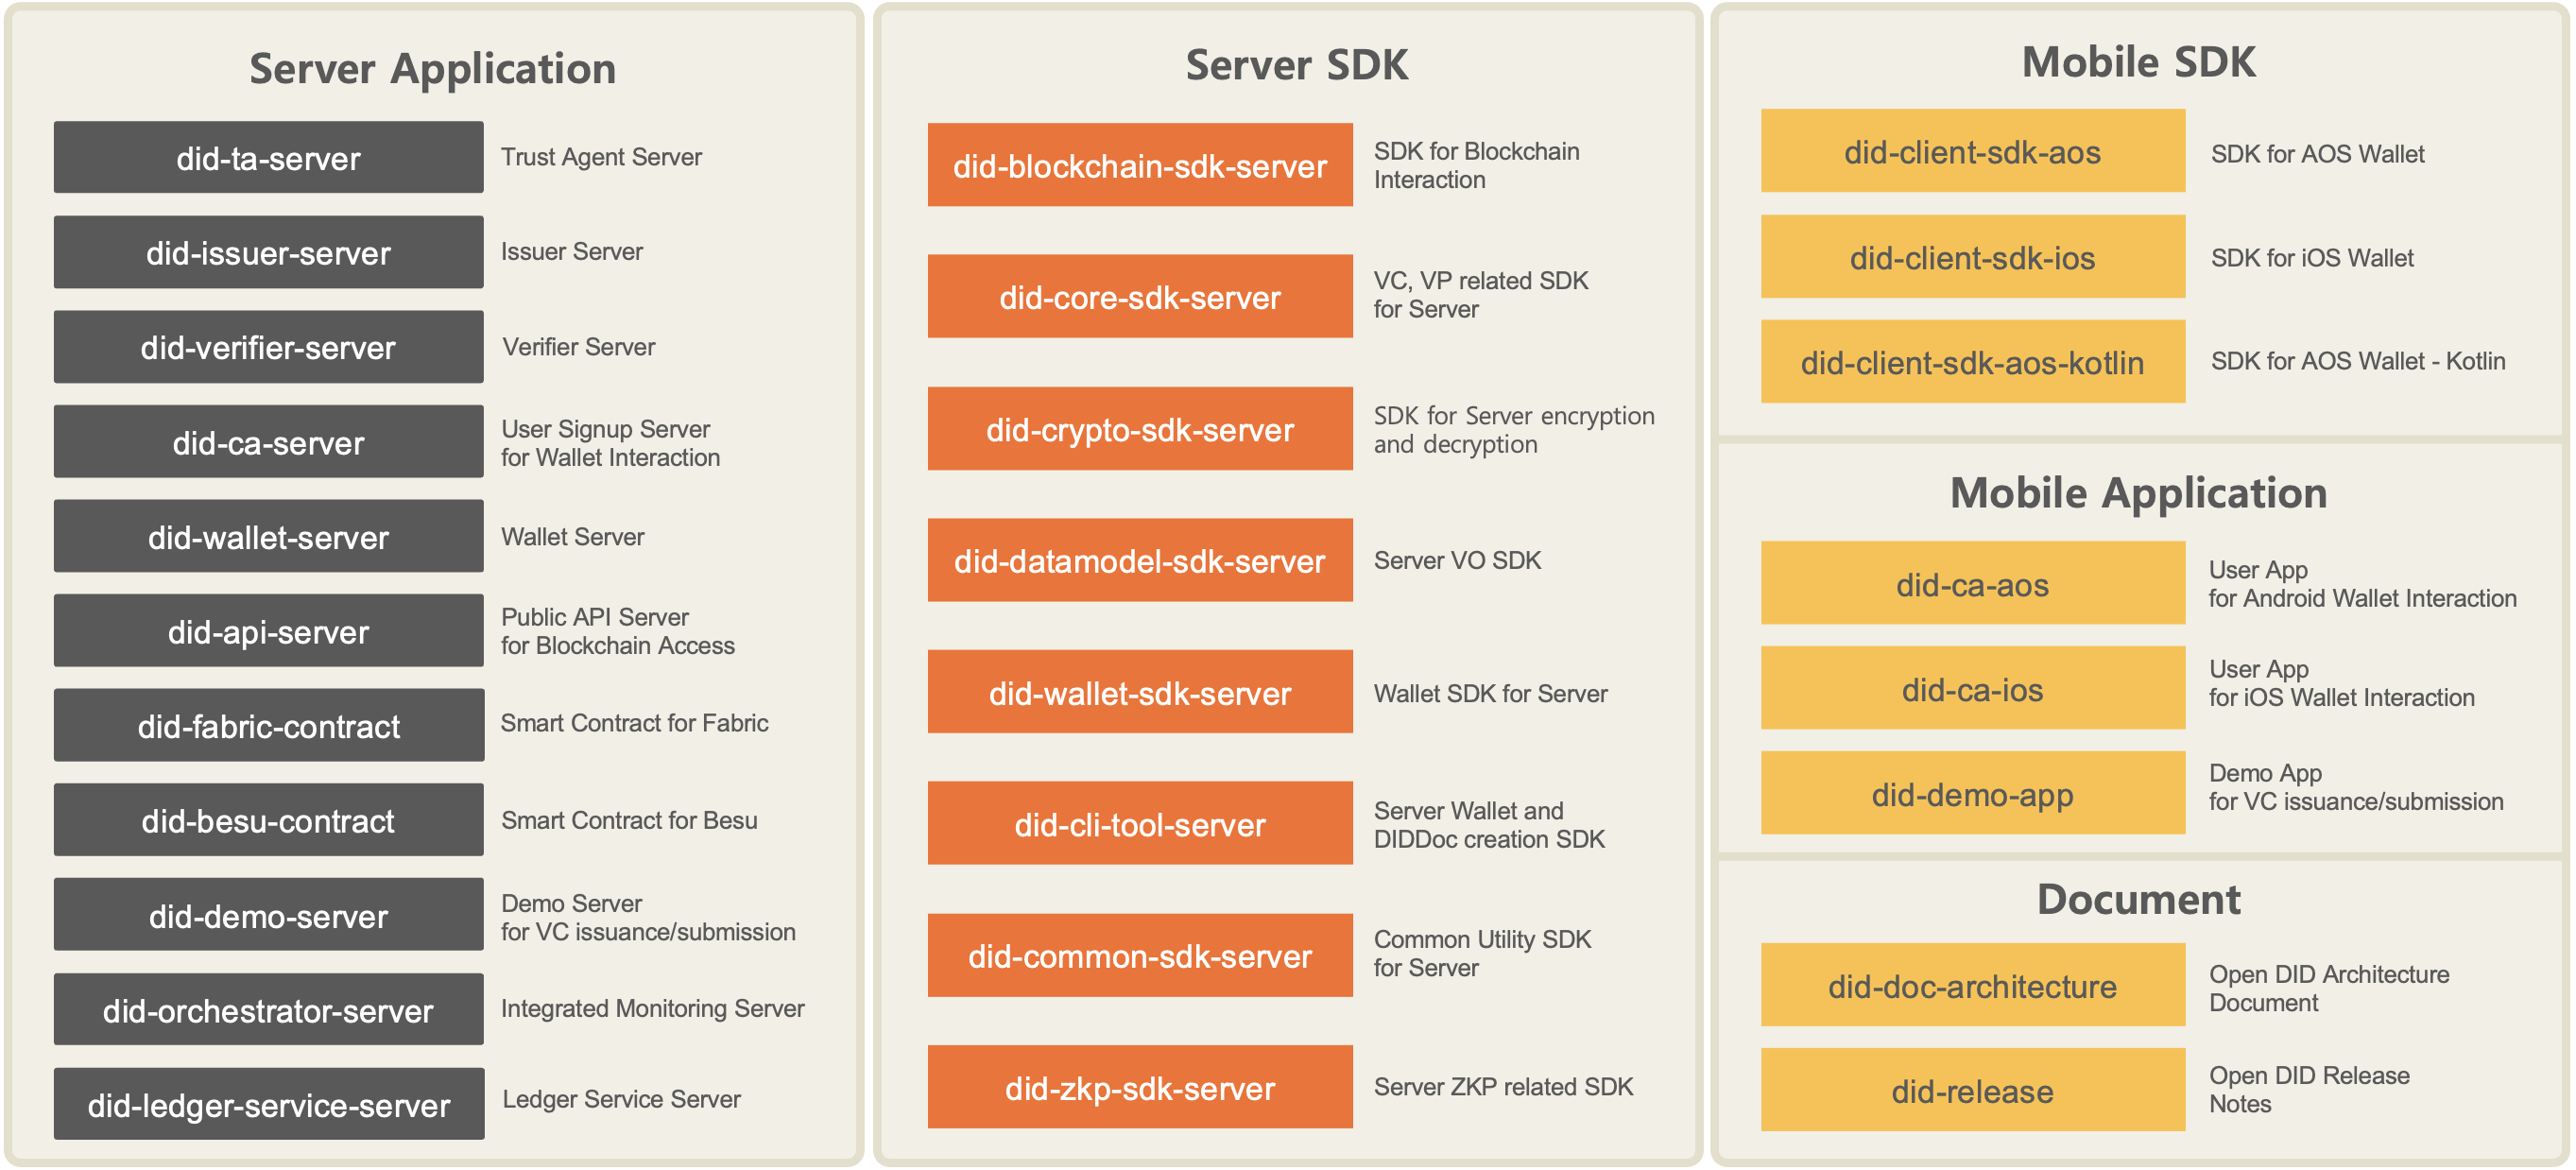 Server Application
did-ta-server
Trust Agent Server
did-issuer-server
Issuer Server
did-verifier-server
Verifier Server
did-ca-server
User Signup Server
for Wallet Interaction
did-wallet-server
Wallet Server
did-api-server
Public API Server
for Blockchain Access
did-fabric-contract
Smart Contract for Fabric
did-besu-contract
Smart Contract for Besu
did-demo-server
Demo Server
for VC issuance/submission
did-orchestrator-server
Integrated Monitoring Server
did-ledger-service-server
Ledger Service Server
Server SDK
did-blockchain-sdk-server
SDK for Blockchain
Interaction
did-core-sdk-server
VC, VP related SDK
for Server
did-crypto-sdk-server
SDK for Server encryption
and decryption
did-datamodel-sdk-server
Server VO SDK
did-wallet-sdk-server
Wallet SDK for Server
did-cli-tool-server
Server Wallet and
DIDDoc creation SDK
did-common-sdk-server
Common Utility SDK
for Server
did-zkp-sdk-server
Server ZKP related SDK
Mobile SDK
did-client-sdk-aos
SDK for AOS Wallet
did-client-sdk-ios
SDK for iOS Wallet
did-client-sdk-aos-kotlin
SDK for AOS Wallet - Kotlin
Mobile Application
did-ca-aos
User App
for Android Wallet Interaction
did-ca-ios
User App
for iOS Wallet Interaction
did-demo-app
Demo App
for VC issuance/submission
Document
did-doc-architecture
Open DID Architecture
Document
did-release
Open DID Release
Notes